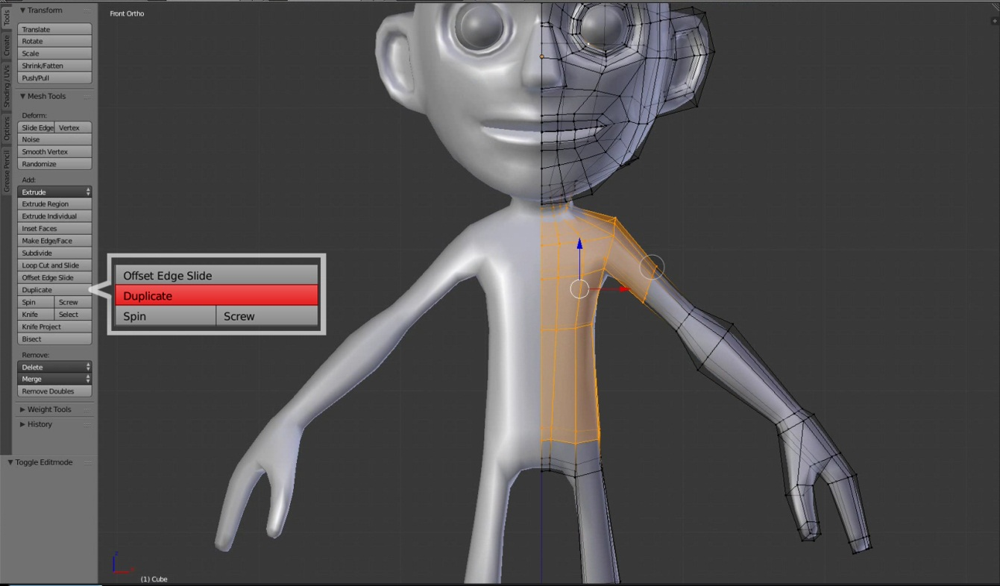 Tools
Create
Shading / UVs
Options
Grease Pencil
Transform
Translate
Rotate
Scale
Shrink/Fatten
Push/Pull
Mesh Tools
Deform:
Slide Edge Vertex
Noise
Smooth Vertex
Randomize
Add:
Extrude
Extrude Region
Extrude Individual
Inset Faces
Make Edge/Face
Subdivide
Loop Cut and Slide
Offset Edge Slide
Duplicate
Spin Screw
Knife Select
Knife Project
Bisect
Remove:
Delete
Merge
Remove Doubles
Weight Tools
History
Toggle Editmode
Front Ortho
Offset Edge Slide
Duplicate
Spin Screw
(1) Cube